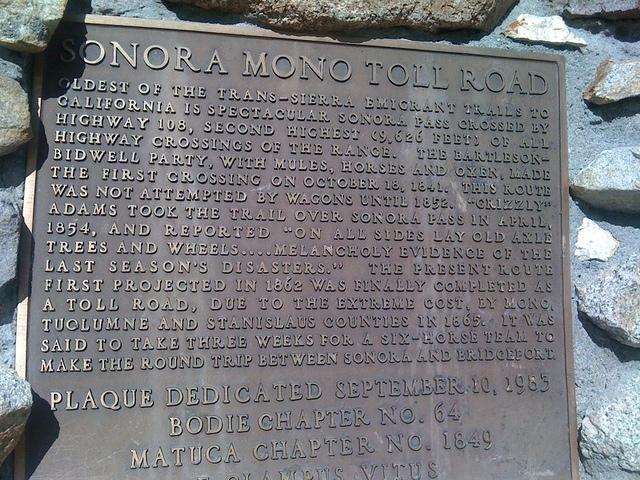 SONORA MONO TOLL ROAD
OLDEST OF THE TRANS-SIERRA EMIGRANT TRAILS TO
CALIFORNIA IS SPECTACULAR SONORA PASS CROSSED BY
HIGHWAY 108, SECOND HIGHEST (9,626 FEET) OF ALL
HIGHWAY CROSSINGS OF THE RANGE. THE BARTLESON-
BIDWELL PARTY, WITH MULES, HORSES AND OXEN, MADE
THE FIRST CROSSING ON OCTOBER 18, 1841. THIS ROUTE
WAS NOT ATTEMPTED BY WAGONS UNTIL 1852. "GRIZZLY"
ADAMS TOOK THE TRAIL OVER SONORA PASS IN APRIL,
1854, AND REPORTED "ON ALL SIDES LAY OLD AXLE
TREES AND WHEELS....MELANCHOLY EVIDENCE OF THE
LAST SEASON'S DISASTERS." THE PRESENT ROUTE
FIRST PROJECTED IN 1862 WAS FINALLY COMPLETED AS
A TOLL ROAD, DUE TO THE EXTREME COST, BY MONO,
TUOLUMNE AND STANISLAUS COUNTIES IN 1865. IT WAS
SAID TO TAKE THREE WEEKS FOR A SIX-HORSE TEAM TO
MAKE THE ROUND TRIP BETWEEN SONORA AND BRIDGEPORT.
PLAQUE DEDICATED SEPTEMBER 10, 1985
BODIE CHAPTER NO. 64
MATUCA CHAPTER NO. 1849
E CLAMPUS VITUS